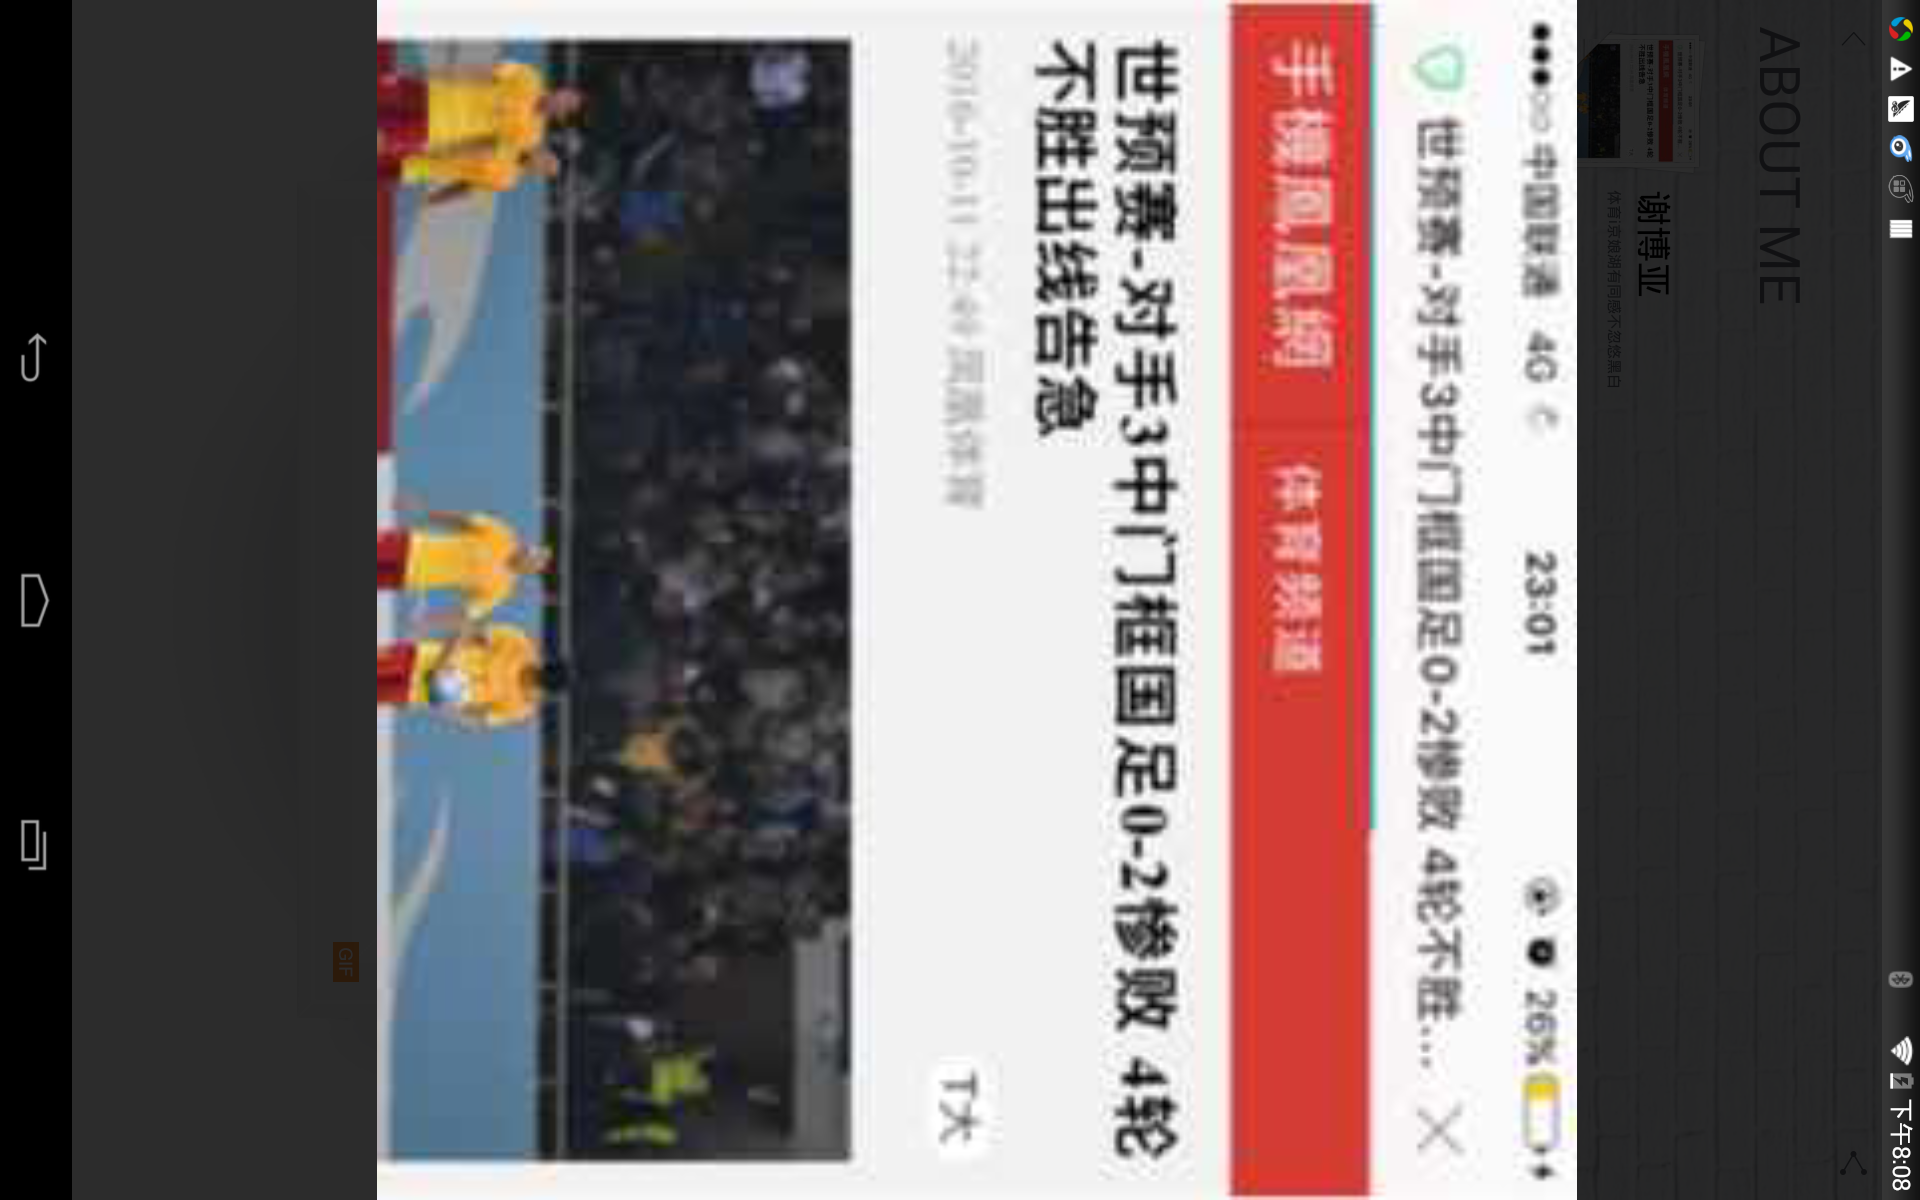 下午8:08
ABOUT ME
谢博亚
中国联通 4G 23:01 26%
世预赛-对手3中门框国足0-2惨败 4轮不胜...
手機鳳凰網 体育频道
世预赛-对手3中门框国足0-2惨败 4轮
不胜出线告急
2016-10-11 22:49 凤凰体育
T大
GIF